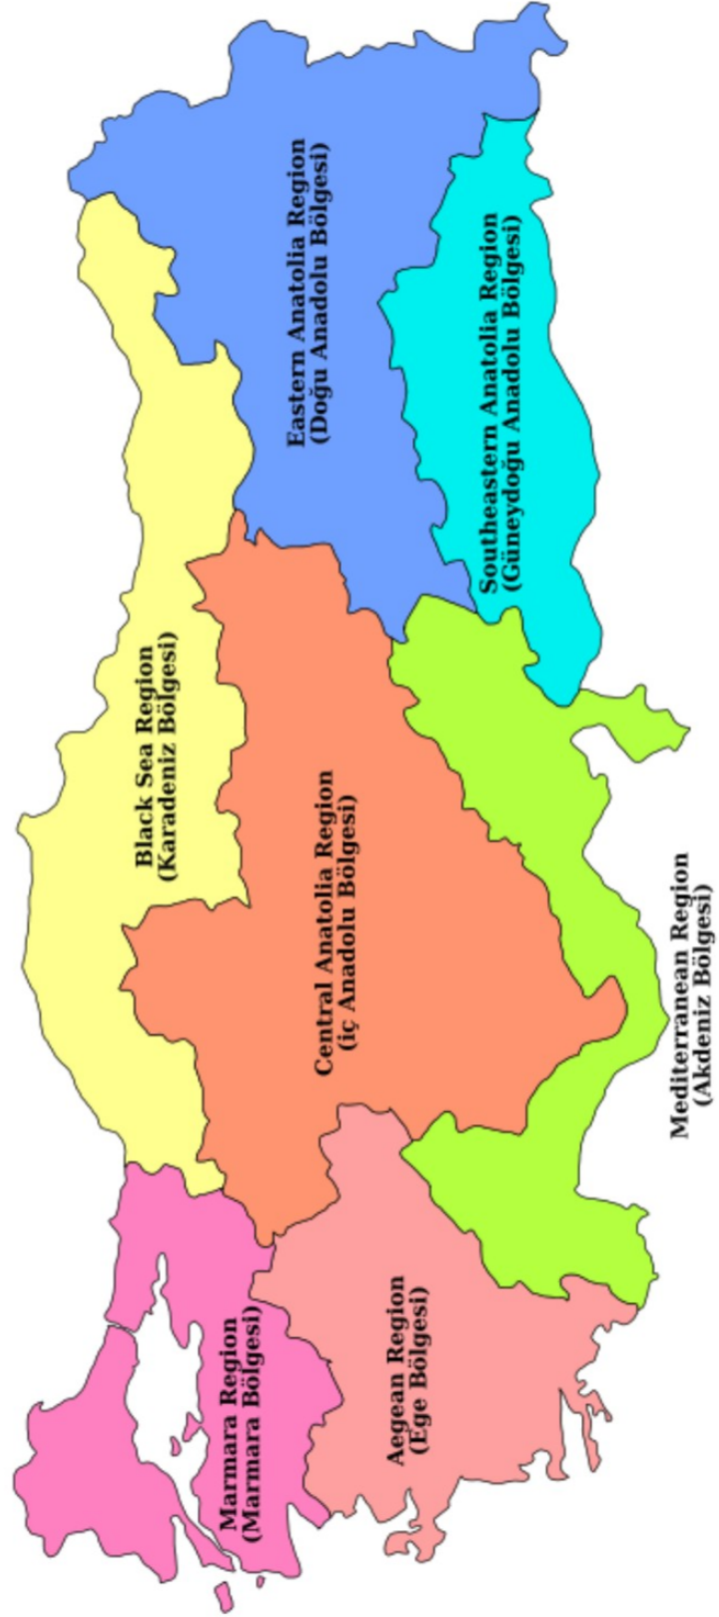 Marmara Region
(Marmara Bölgesi)
Black Sea Region
(Karadeniz Bölgesi)
Eastern Anatolia Region
(Doğu Anadolu Bölgesi)
Central Anatolia Region
(iç Anadolu Bölgesi)
Aegean Region
(Ege Bölgesi)
Southeastern Anatolia Region
(Güneydoğu Anadolu Bölgesi)
Mediterranean Region
(Akdeniz Bölgesi)